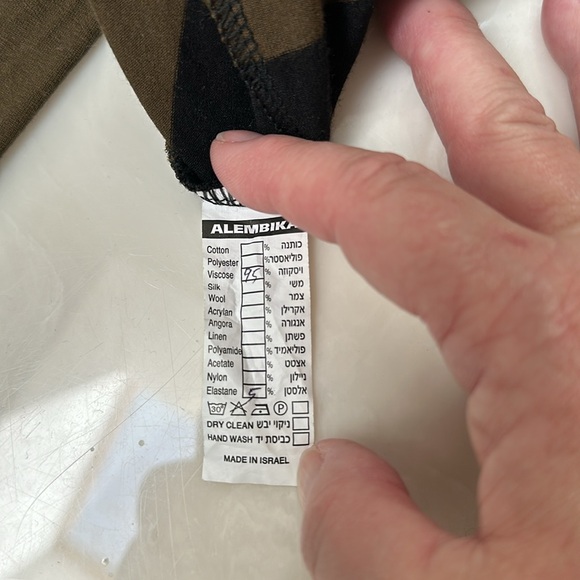 ALEMBIKA
Cotton % כותנה
Polyester % פוליאסטר
Viscose 95 % ויסקוזה
Silk % משי
Wool % צמר
Acrylan % אקרילן
Angora % אנגורה
Linen % פשתן
Polyamide % פוליאמיד
Acetate % אצטט
Nylon % ניילון
Elastane 5 % אלסטן
30° P
DRY CLEAN ניקוי יבש
HAND WASH כביסת יד
MADE IN ISRAEL